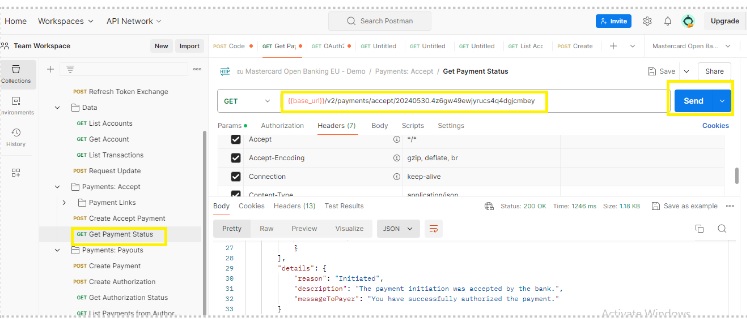 Home Workspaces API Network Search Postman Invite Upgrade
Team Workspace New Import POST Code GET Get Pa GET OAUT GET Untitled GET Untitled GET Untitled GET List Acc POST Create Mastercard Open Ba...
Collections
Environments
History
POST Refresh Token Exchange
Data
GET List Accounts
GET Get Account
GET List Transactions
POST Request Update
Payments: Accept
Payment Links
POST Create Accept Payment
GET Get Payment Status
Payments: Payouts
POST Create Payment
POST Create Authorization
GET Get Authorization Status
GET List Payments from Author
Mastercard Open Banking EU - Demo / Payments: Accept / Get Payment Status Save Share
GET {{base_url}}/v2/payments/accept/20240530.4z6gw49ewjyrucs4q4dgjcmbey Send
Params Authorization Headers (7) Body Scripts Settings Cookies
Accept */*
Accept-Encoding gzip, deflate, br
Connection keep-alive
Content-Type application/json
Body Cookies Headers (13) Test Results Status: 200 OK Time: 1246 ms Size: 1.18 KB Save as example
Pretty Raw Preview Visualize JSON
27 }
28 ],
29 "details": {
30 "reason": "Initiated",
31 "description": "The payment initiation was accepted by the bank.",
32 "messageToPayer": "You have successfully authorized the payment."
33 }
Activate Windows